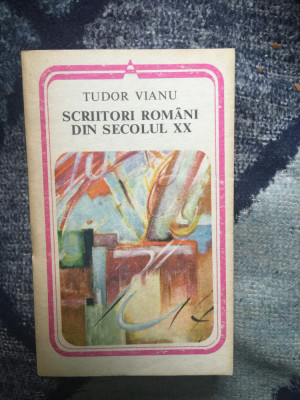 TUDOR VIANU
SCRIITORI ROMÂNI
DIN SECOLUL XX